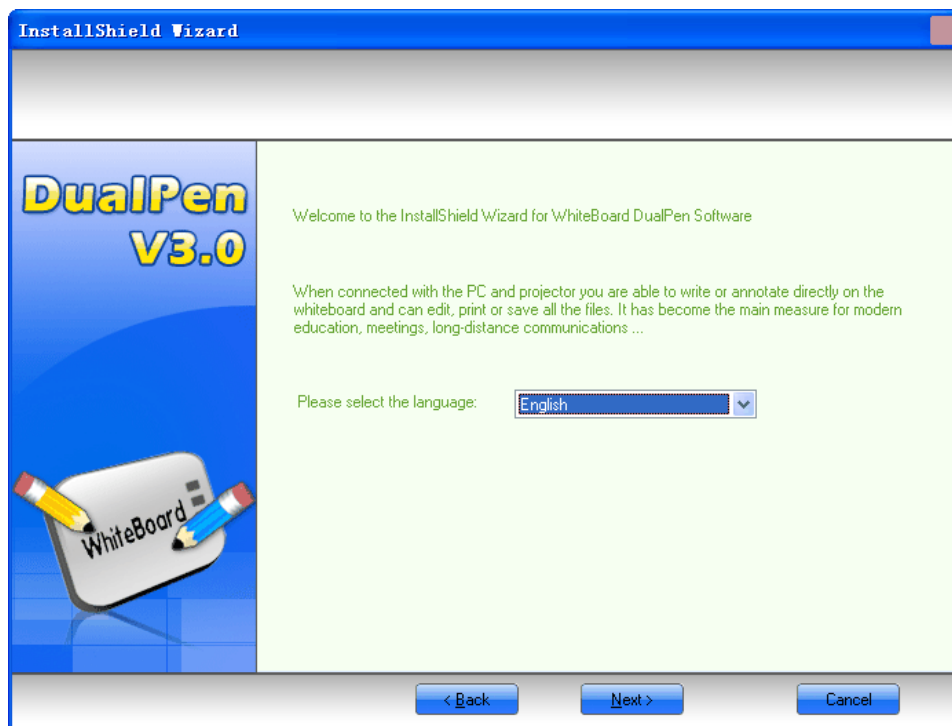 InstallShield Wizard
DualPen
V3.0
Welcome to the InstallShield Wizard for WhiteBoard DualPen Software
When connected with the PC and projector you are able to write or annotate directly on the
whiteboard and can edit, print or save all the files. It has become the main measure for modern
education, meetings, long-distance communications ...
Please select the language:
English
WhiteBoard
< Back
Next >
Cancel